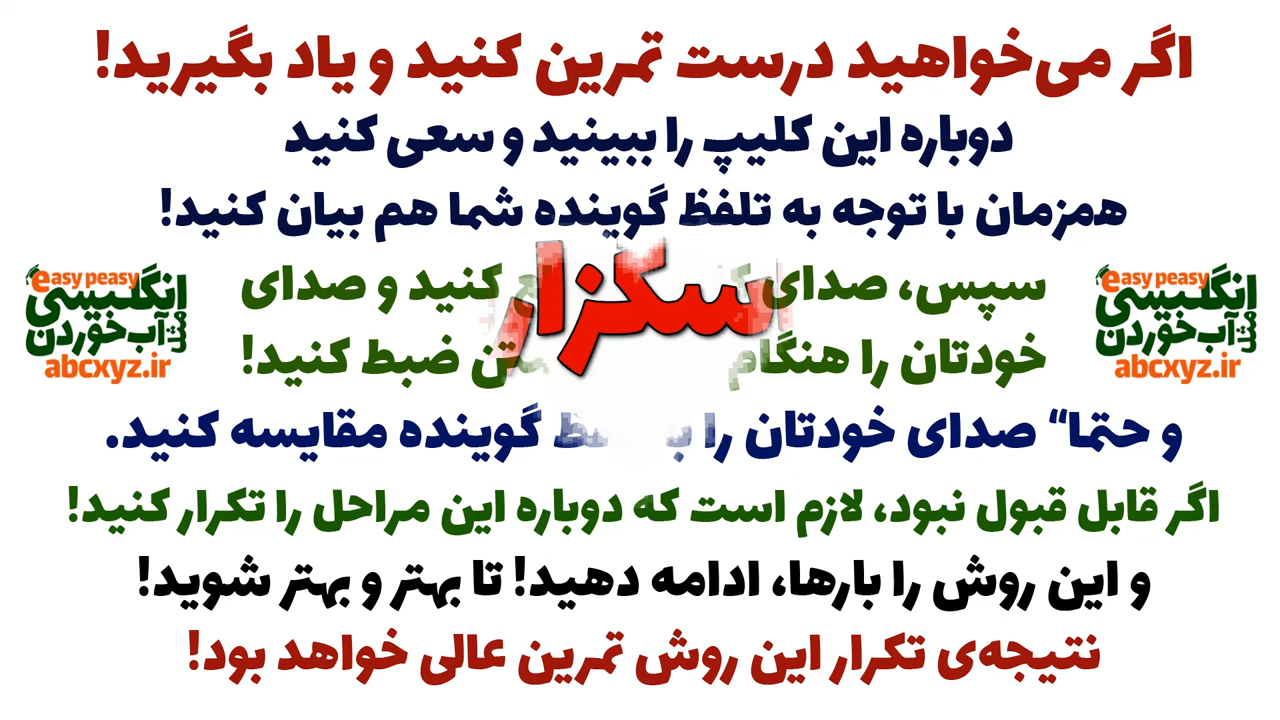 اگر می‌خواهید درست تمرین کنید و یاد بگیرید!
دوباره این کلیپ را ببینید و سعی کنید
همزمان با توجه به تلفظ گوینده شما هم بیان کنید!
سپس، صدای کنید و صدای
خودتان را هنگام ضبط کنید!
و حتما“ صدای خودتان را گوینده مقایسه کنید.
اگر قابل قبول نبود، لازم است که دوباره این مراحل را تکرار کنید!
و این روش را بارها، ادامه دهید! تا بهتر و بهتر شوید!
نتیجه‌ی تکرار این روش تمرین عالی خواهد بود!
easy peasy
انگلیسی
مثل آب خوردن
abcxyz.ir
easy peasy
انگلیسی
مثل آب خوردن
abcxyz.ir